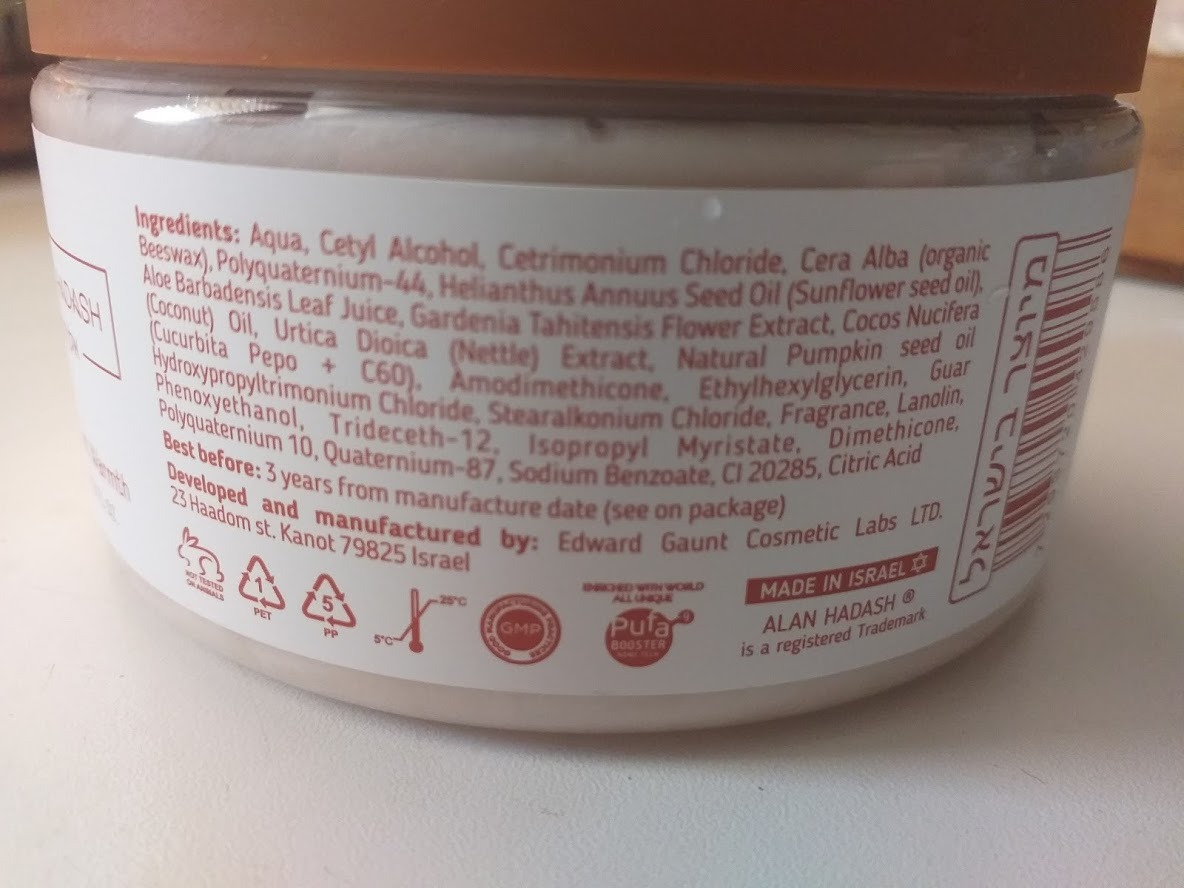 Ingredients: Aqua, Cetyl Alcohol, Cetrimonium Chloride, Cera Alba (organic
Beeswax), Polyquaternium-44, Helianthus Annuus Seed Oil (Sunflower seed oil),
Aloe Barbadensis Leaf Juice, Gardenia Tahitensis Flower Extract, Cocos Nucifera
(Coconut) Oil, Urtica Dioica (Nettle) Extract, Natural Pumpkin seed oil
(Cucurbita Pepo + C60), Amodimethicone, Ethylhexylglycerin, Guar
Hydroxypropyltrimonium Chloride, Stearalkonium Chloride, Fragrance, Lanolin,
Phenoxyethanol, Trideceth-12, Isopropyl Myristate, Dimethicone,
Polyquaternium 10, Quaternium-87, Sodium Benzoate, CI 20285, Citric Acid
Best before: 3 years from manufacture date (see on package)
Developed and manufactured by: Edward Gaunt Cosmetic Labs LTD.
23 Haadom st. Kanot 79825 Israel
NOT TESTED
ON ANIMALS
1
PET
5
PP
5°C
25°C
GMP
ENRICHED WITH WORLD
ALL UNIQUE
Pufa
BOOSTER
MADE IN ISRAEL
ALAN HADASH ®
is a registered Trademark
מיוצר בישראל